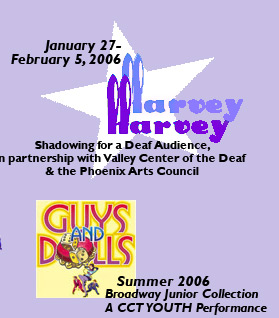 January 27-
February 5, 2006
Harvey
Harvey
Shadowing for a Deaf Audience,
n partnership with Valley Center of the Deaf
& the Phoenix Arts Council
GUYS
AND
DOLLS
Summer 2006
Broadway Junior Collection
A CCT YOUTH Performance